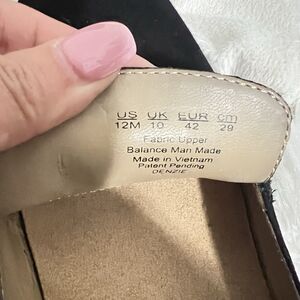 US UK EUR cm
12M 10 42 29
Fabric Upper
Balance Man Made
Made in Vietnam
Patent Pending
DENZIE